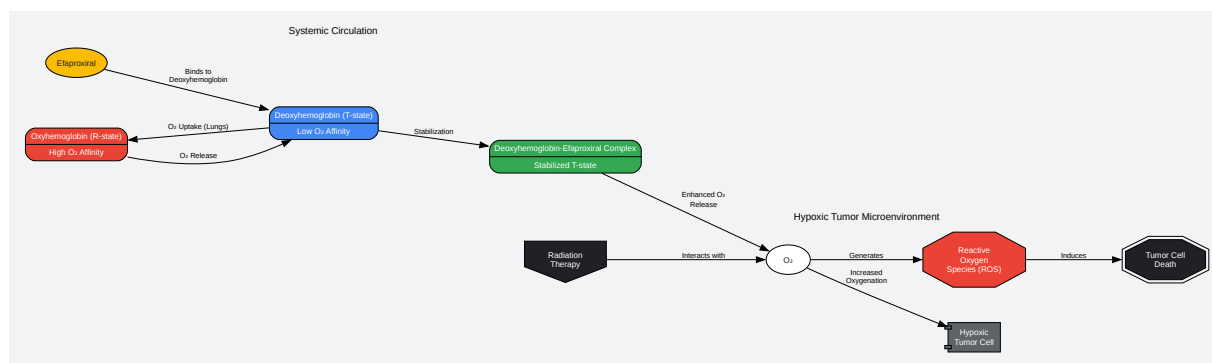 Systemic Circulation
Efaproxiral
Binds to
Deoxyhemoglobin
Deoxyhemoglobin (T-state)
Low O₂ Affinity
Oxyhemoglobin (R-state)
High O₂ Affinity
O₂ Uptake (Lungs)
O₂ Release
Stabilization
Deoxyhemoglobin-Efaproxiral Complex
Stabilized T-state
Enhanced O₂
Release
Hypoxic Tumor Microenvironment
Radiation
Therapy
Interacts with
O₂
Generates
Reactive
Oxygen
Species (ROS)
Induces
Tumor Cell
Death
Increased
Oxygenation
Hypoxic
Tumor Cell